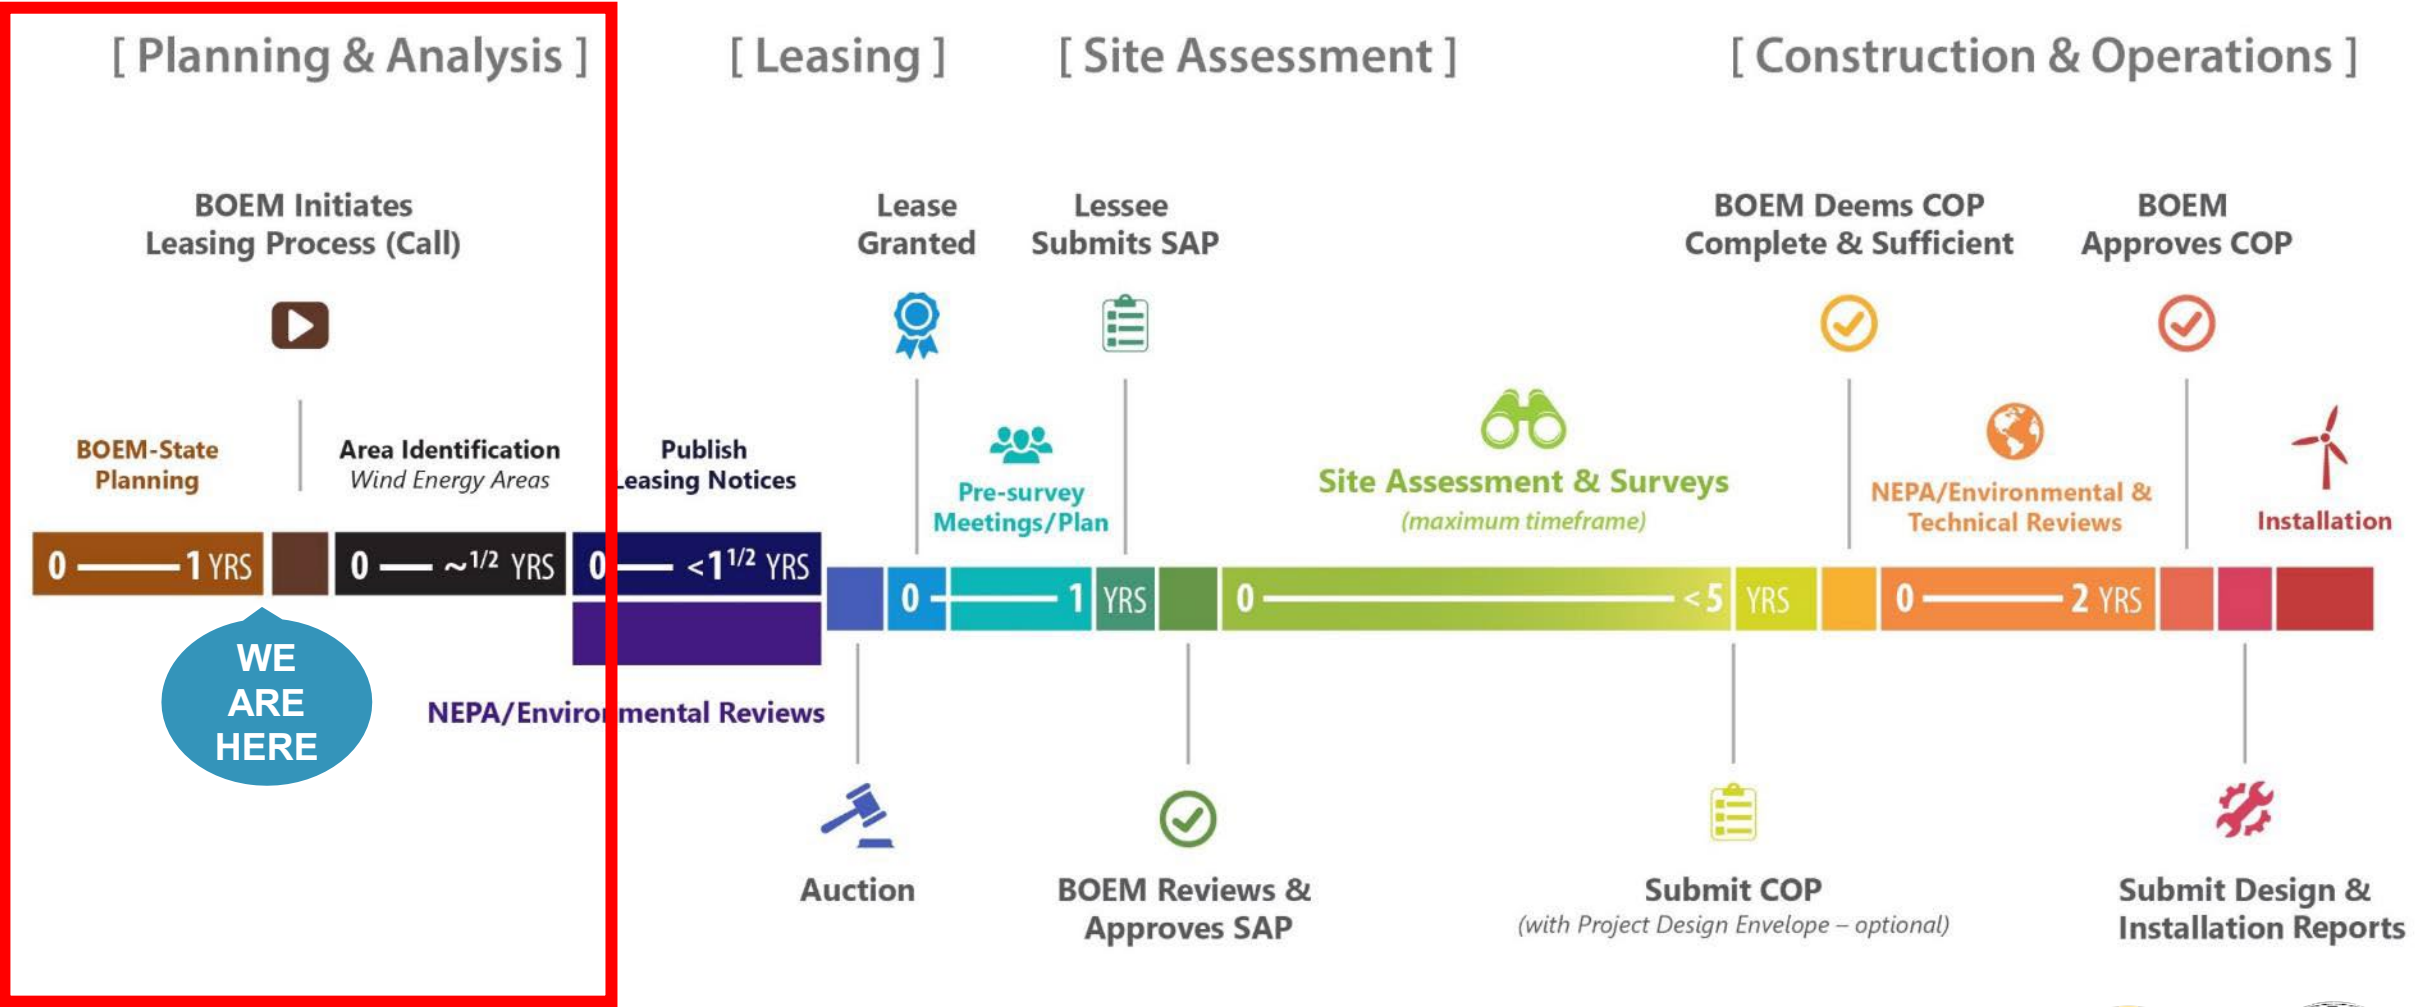 [ Planning & Analysis ]
[ Leasing ]
[ Site Assessment ]
[ Construction & Operations ]
BOEM Initiates
Leasing Process (Call)
Lease
Granted
Lessee
Submits SAP
BOEM Deems COP
Complete & Sufficient
BOEM
Approves COP
BOEM-State
Planning
Area Identification
Wind Energy Areas
Publish
Leasing Notices
Pre-survey
Meetings/Plan
Site Assessment & Surveys
(maximum timeframe)
NEPA/Environmental &
Technical Reviews
Installation
0 1 YRS
0 ~1/2 YRS
0 <1 1/2 YRS
0 1 YRS
0 <5 YRS
0 2 YRS
WE
ARE
HERE
NEPA/Environmental Reviews
Auction
BOEM Reviews &
Approves SAP
Submit COP
(with Project Design Envelope – optional)
Submit Design &
Installation Reports